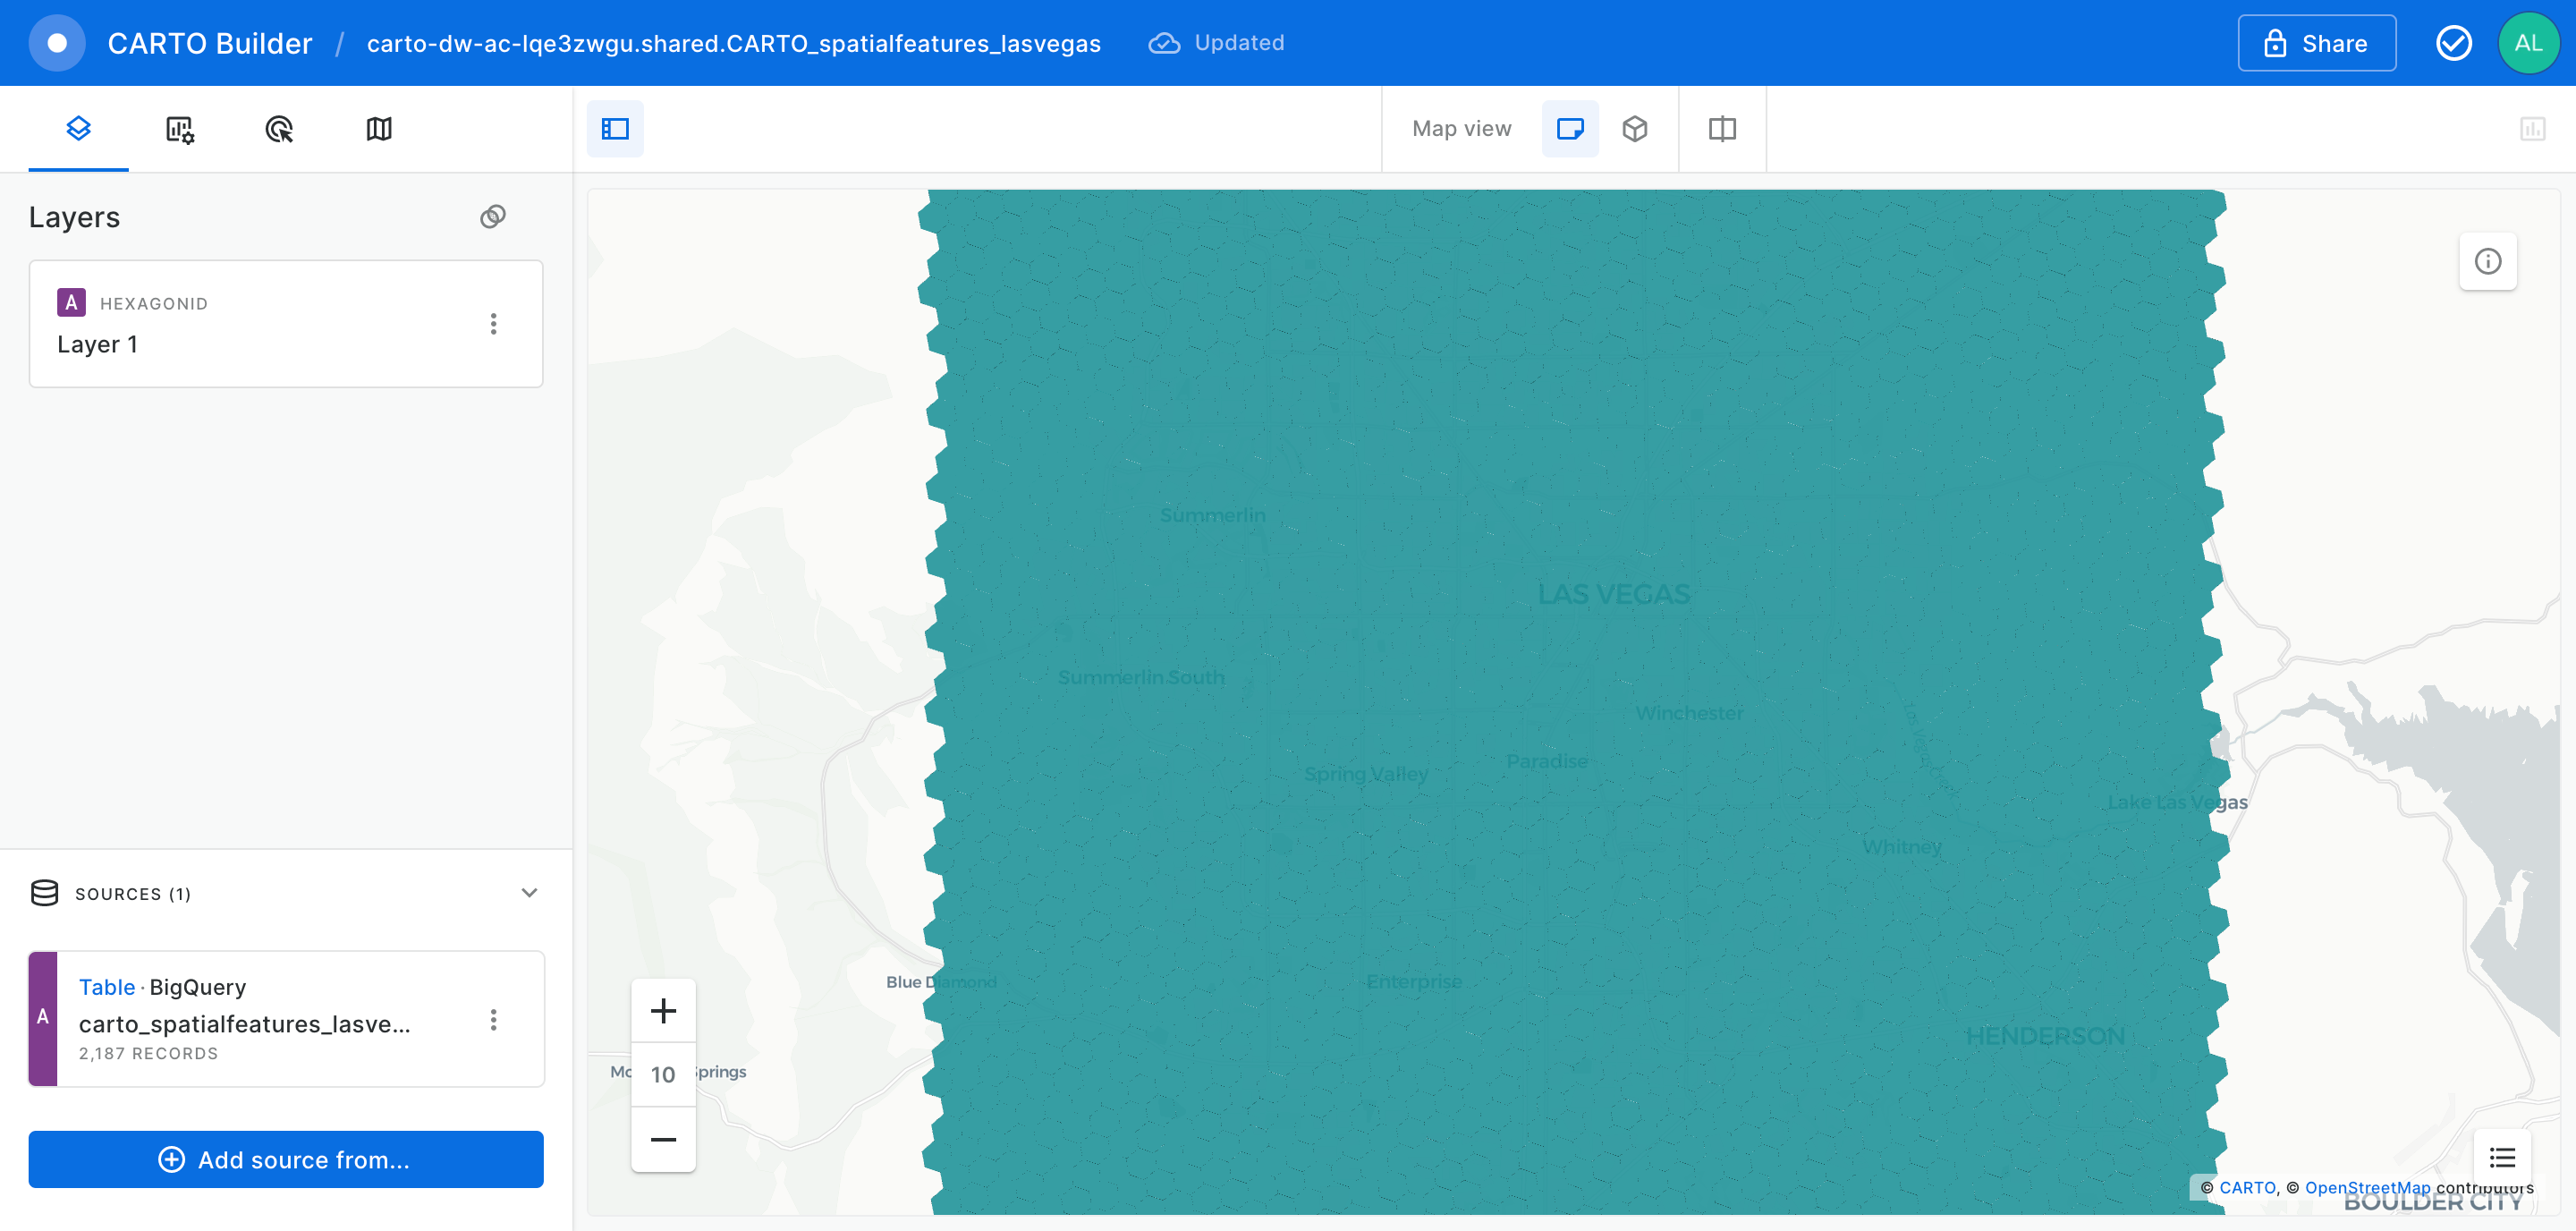 CARTO Builder / carto-dw-ac-lqe3zwgu.shared.CARTO_spatialfeatures_lasvegas Updated Share AL
Map view
Layers
A HEXAGONID
Layer 1
SOURCES (1)
A
Table · BigQuery
carto_spatialfeatures_lasve...
2,187 RECORDS
Add source from...
Summerlin
LAS VEGAS
Summerlin South
Winchester
Paradise
Spring Valley
Lake Las Vegas
Whitney
Blue Diamond
Enterprise
HENDERSON
Springs
10
© CARTO, © OpenStreetMap contributors
BOULDER CITY